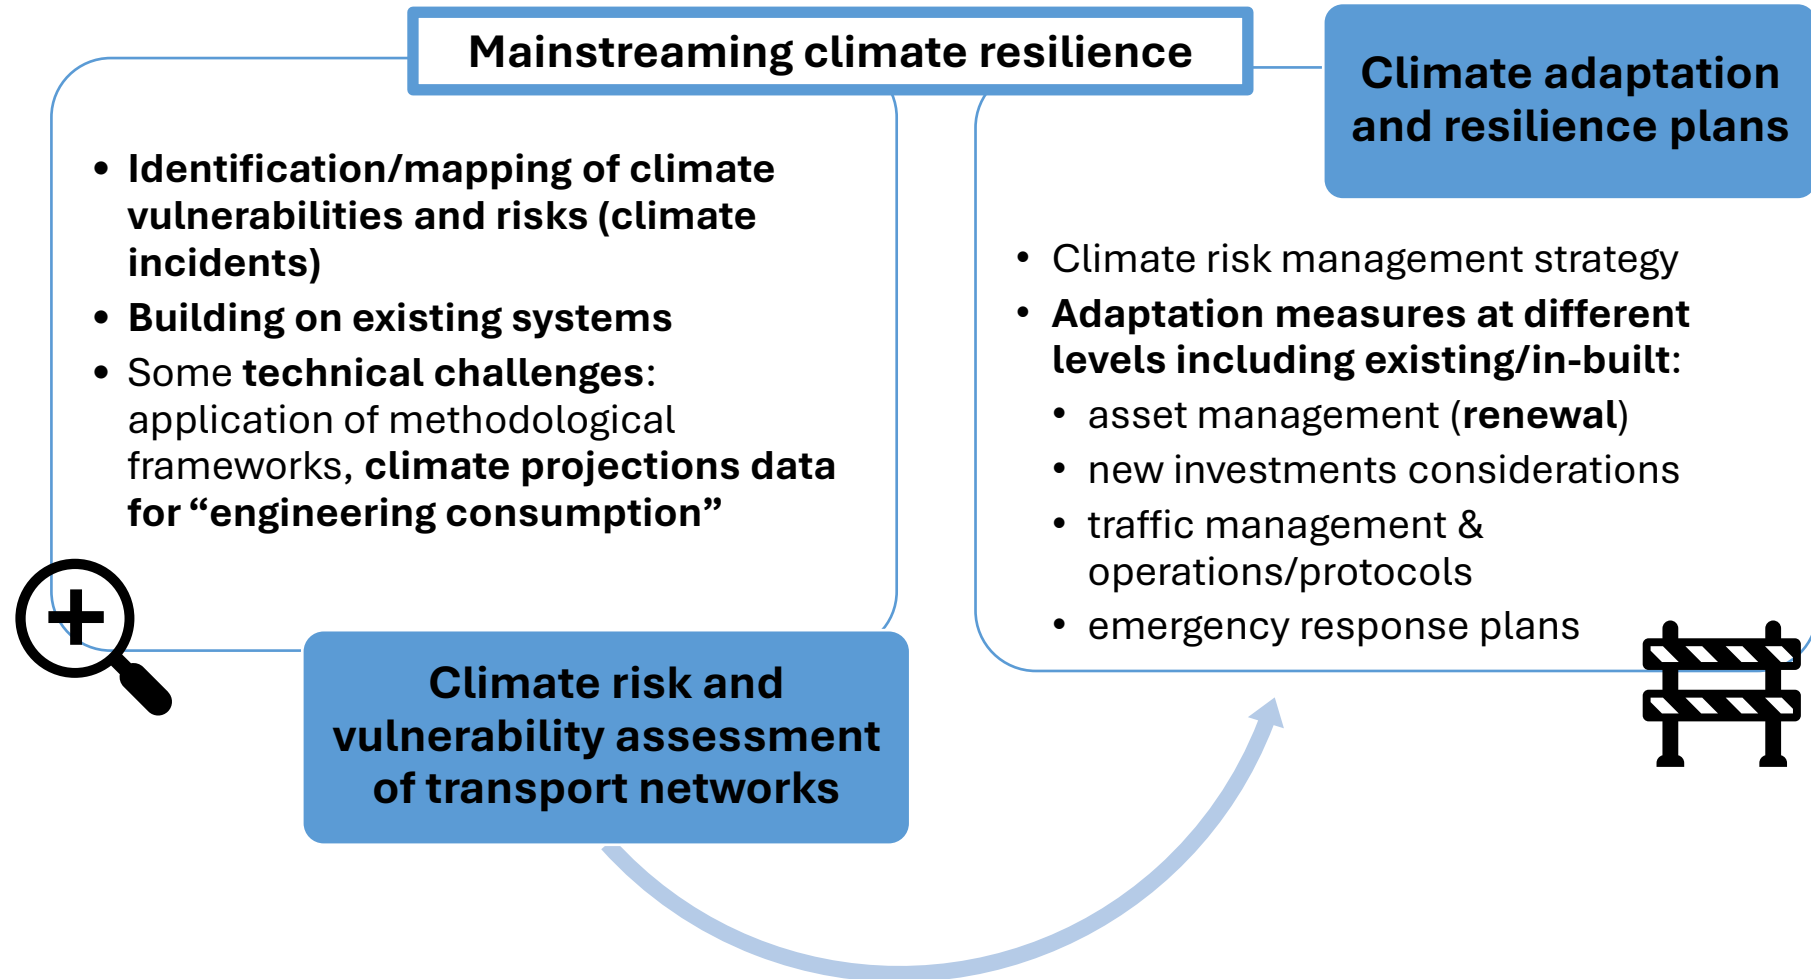 Mainstreaming climate resilience
• Identification/mapping of climate
vulnerabilities and risks (climate
incidents)
• Building on existing systems
• Some technical challenges:
application of methodological
frameworks, climate projections data
for “engineering consumption”
Climate risk and
vulnerability assessment
of transport networks
Climate adaptation
and resilience plans
• Climate risk management strategy
• Adaptation measures at different
levels including existing/in-built:
• asset management (renewal)
• new investments considerations
• traffic management &
operations/protocols
• emergency response plans